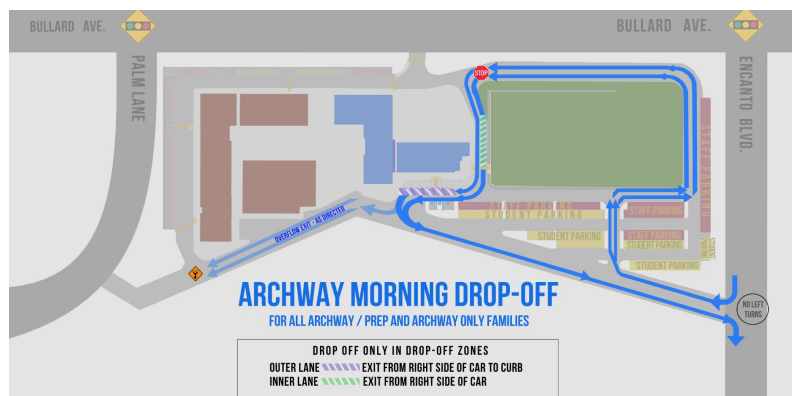 BULLARD AVE.
BULLARD AVE.
PALM LANE
ENCANTO BLVD.
STOP
STAFF PARKING
STAFF PARKING
STUDENT PARKING
STAFF PARKING
STUDENT PARKING
STAFF PARKING
STUDENT PARKING
STUDENT PARKING
STUDENT PARKING
OVERFLOW EXIT - AS DIRECTED
NO LEFT
TURNS
ARCHWAY MORNING DROP-OFF
FOR ALL ARCHWAY / PREP AND ARCHWAY ONLY FAMILIES
DROP OFF ONLY IN DROP-OFF ZONES
OUTER LANE EXIT FROM RIGHT SIDE OF CAR TO CURB
INNER LANE EXIT FROM RIGHT SIDE OF CAR